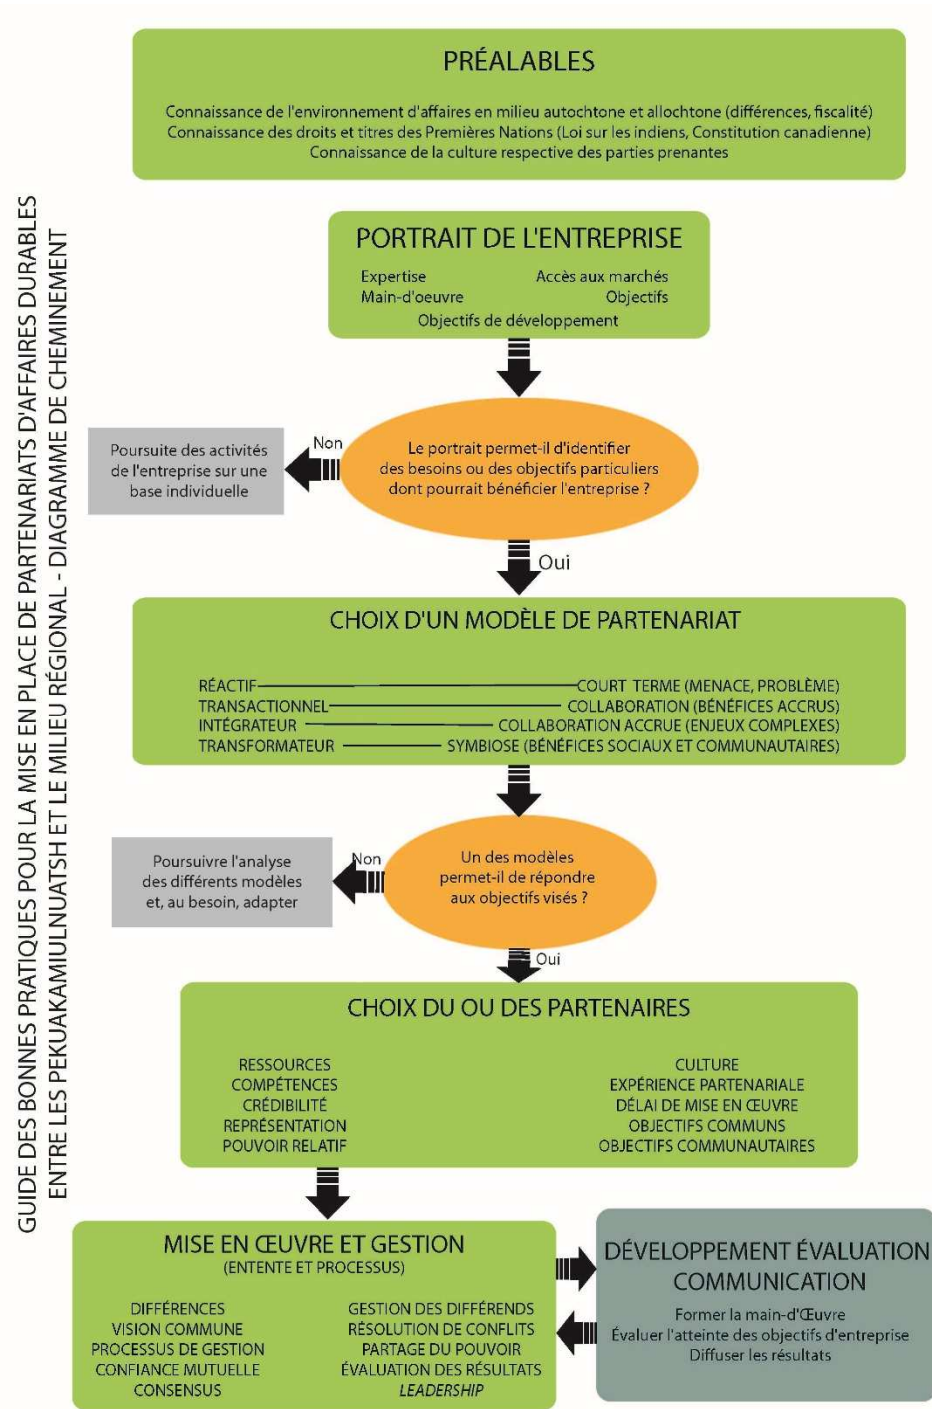 GUIDE DES BONNES PRATIQUES POUR LA MISE EN PLACE DE PARTENARIATS D'AFFAIRES DURABLES
ENTRE LES PEKUAKAMIULNUATSH ET LE MILIEU RÉGIONAL - DIAGRAMME DE CHEMINEMENT
PRÉALABLES
Connaissance de l'environnement d'affaires en milieu autochtone et allochtone (différences, fiscalité)
Connaissance des droits et titres des Premières Nations (Loi sur les indiens, Constitution canadienne)
Connaissance de la culture respective des parties prenantes
PORTRAIT DE L'ENTREPRISE
Expertise Accès aux marchés
Main-d'oeuvre Objectifs
Objectifs de développement
Le portrait permet-il d'identifier
des besoins ou des objectifs particuliers
dont pourrait bénéficier l'entreprise ?
Non
Poursuite des activités
de l'entreprise sur une
base individuelle
Oui
CHOIX D'UN MODÈLE DE PARTENARIAT
RÉACTIF COURT TERME (MENACE, PROBLÈME)
TRANSACTIONNEL COLLABORATION (BÉNÉFICES ACCRUS)
INTÉGRATEUR COLLABORATION ACCRUE (ENJEUX COMPLEXES)
TRANSFORMATEUR SYMBIOSE (BÉNÉFICES SOCIAUX ET COMMUNAUTAIRES)
Un des modèles
permet-il de répondre
aux objectifs visés ?
Non
Poursuivre l'analyse
des différents modèles
et, au besoin, adapter
Oui
CHOIX DU OU DES PARTENAIRES
RESSOURCES CULTURE
COMPÉTENCES EXPÉRIENCE PARTENARIALE
CRÉDIBILITÉ DÉLAI DE MISE EN ŒUVRE
REPRÉSENTATION OBJECTIFS COMMUNS
POUVOIR RELATIF OBJECTIFS COMMUNAUTAIRES
MISE EN ŒUVRE ET GESTION
(ENTENTE ET PROCESSUS)
DIFFÉRENCES GESTION DES DIFFÉRENDS
VISION COMMUNE RÉSOLUTION DE CONFLITS
PROCESSUS DE GESTION PARTAGE DU POUVOIR
CONFIANCE MUTUELLE ÉVALUATION DES RÉSULTATS
CONSENSUS LEADERSHIP
DÉVELOPPEMENT ÉVALUATION
COMMUNICATION
Former la main-d'Œuvre
Évaluer l'atteinte des objectifs d'entreprise
Diffuser les résultats